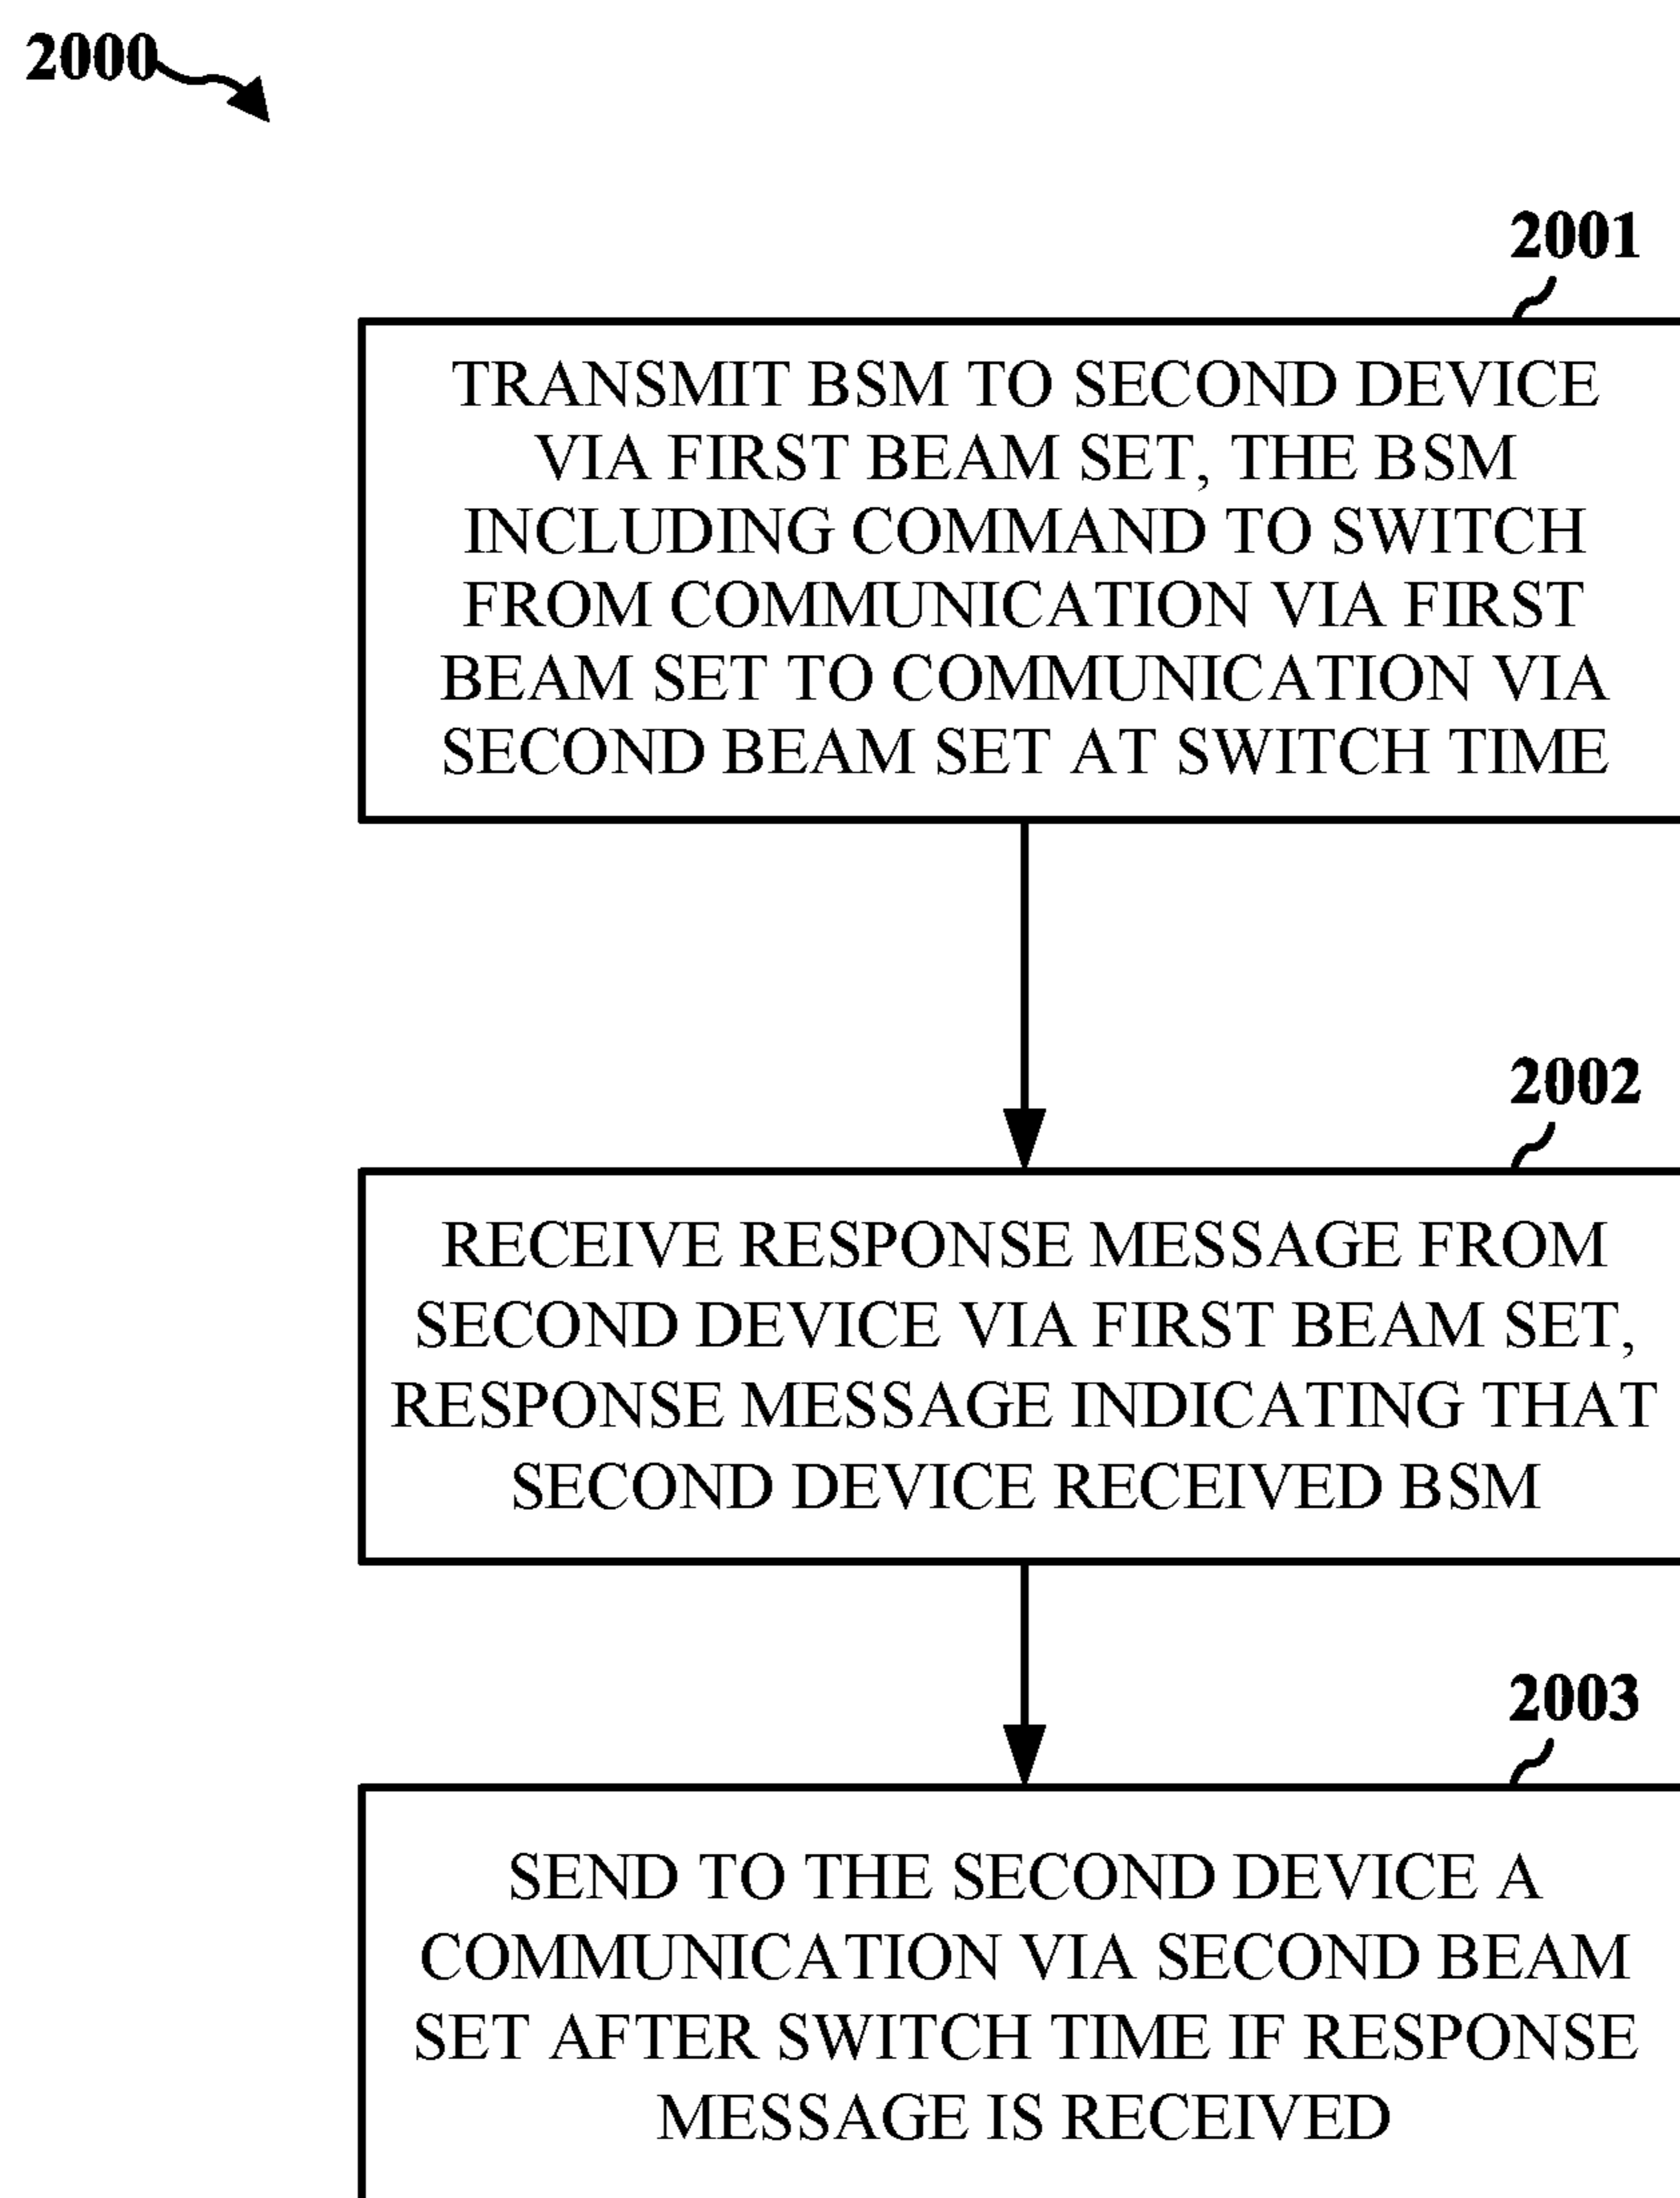 2000
2001
TRANSMIT BSM TO SECOND DEVICE
VIA FIRST BEAM SET, THE BSM
INCLUDING COMMAND TO SWITCH
FROM COMMUNICATION VIA FIRST
BEAM SET TO COMMUNICATION VIA
SECOND BEAM SET AT SWITCH TIME
2002
RECEIVE RESPONSE MESSAGE FROM
SECOND DEVICE VIA FIRST BEAM SET,
RESPONSE MESSAGE INDICATING THAT
SECOND DEVICE RECEIVED BSM
2003
SEND TO THE SECOND DEVICE A
COMMUNICATION VIA SECOND BEAM
SET AFTER SWITCH TIME IF RESPONSE
MESSAGE IS RECEIVED